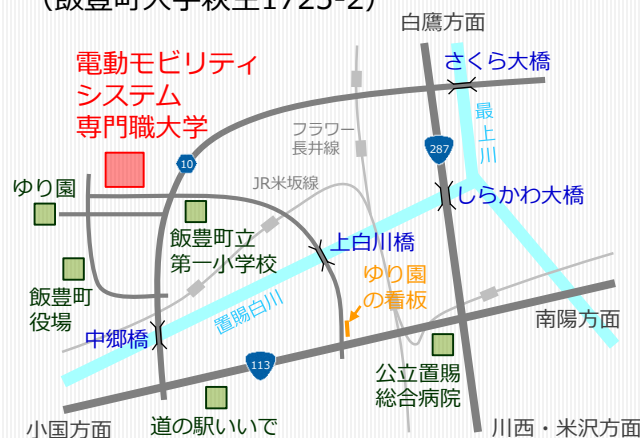 （飯豊町大字萩生1725-2）
白鷹方面
電動モビリティ
システム
専門職大学
さくら大橋
最上川
フラワー
長井線
287
10
JR米坂線
ゆり園
しらかわ大橋
飯豊町立
第一小学校
上白川橋
ゆり園
の看板
飯豊町
役場
置賜白川
中郷橋
南陽方面
113
公立置賜
総合病院
小国方面
道の駅いいで
川西・米沢方面